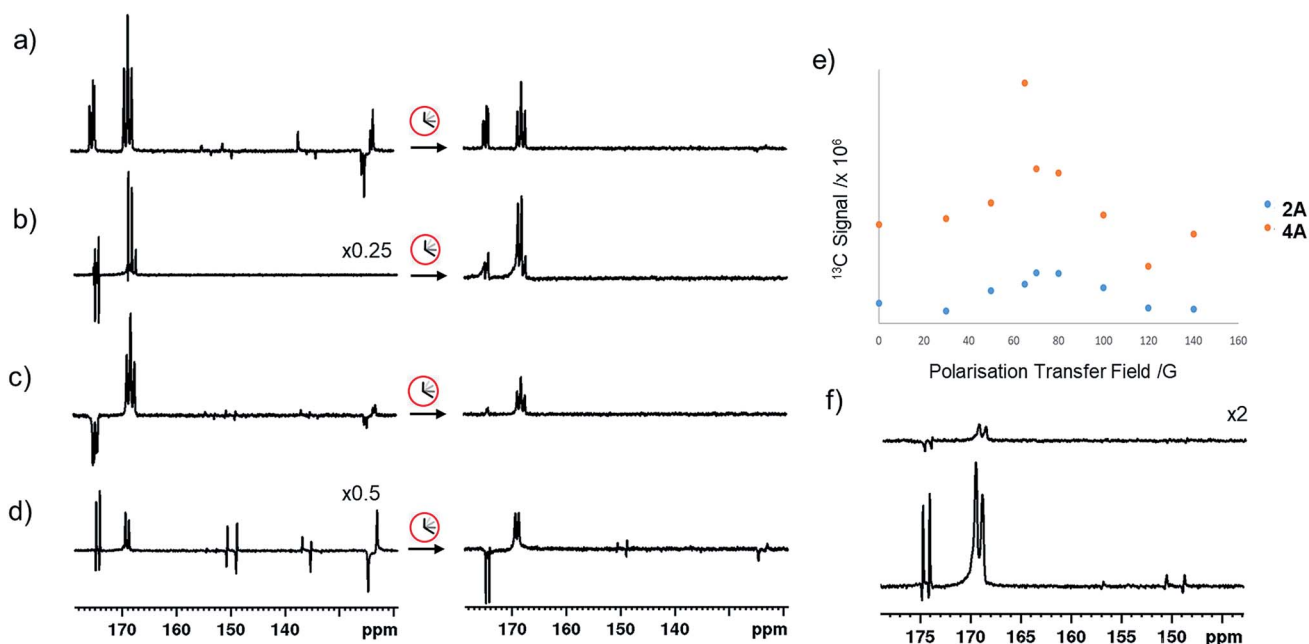 a)
b)
x0.25
c)
d)
x0.5
170 160 150 140 ppm
170 160 150 140 ppm
e)
¹³C Signal /x 10⁶
0 20 40 60 80 100 120 140 160
Polarisation Transfer Field /G
2A
4A
f)
x2
175 170 165 160 155 150 145 ppm